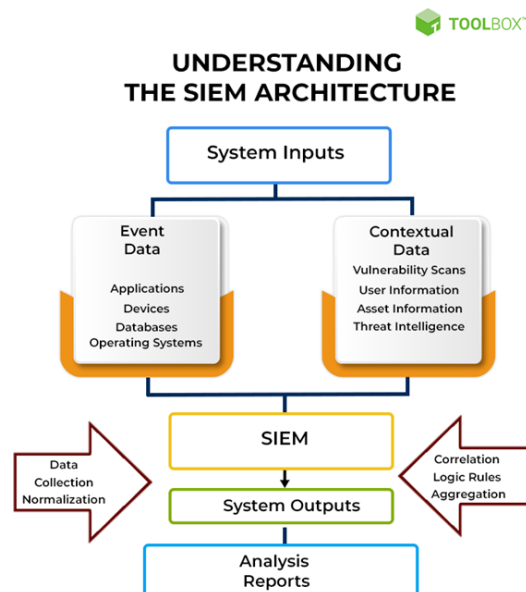 TOOLBOX™
UNDERSTANDING
THE SIEM ARCHITECTURE
System Inputs
Event
Data
Applications
Devices
Databases
Operating Systems
Contextual
Data
Vulnerability Scans
User Information
Asset Information
Threat Intelligence
Data
Collection
Normalization
SIEM
Correlation
Logic Rules
Aggregation
System Outputs
Analysis
Reports